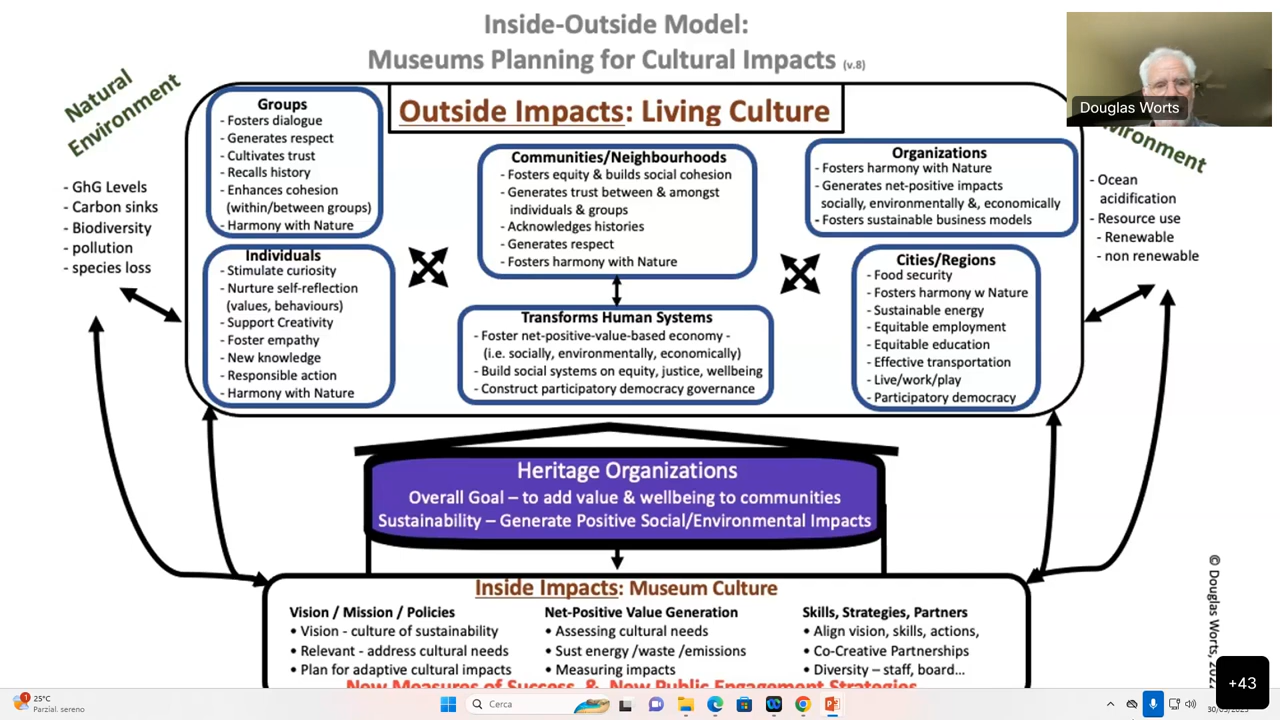 Inside-Outside Model:
Museums Planning for Cultural Impacts (v.8)
Douglas Worts
Natural
Environment
- GhG Levels
- Carbon sinks
- Biodiversity
- pollution
- species loss
Outside Impacts: Living Culture
Groups
- Fosters dialogue
- Generates respect
- Cultivates trust
- Recalls history
- Enhances cohesion
(within/between groups)
- Harmony with Nature
Individuals
- Stimulate curiosity
- Nurture self-reflection
(values, behaviours)
- Support Creativity
- Foster empathy
- New knowledge
- Responsible action
- Harmony with Nature
Communities/Neighbourhoods
- Fosters equity & builds social cohesion
- Generates trust between & amongst
individuals & groups
- Acknowledges histories
- Generates respect
- Fosters harmony with Nature
Transforms Human Systems
- Foster net-positive-value-based economy -
(i.e. socially, environmentally, economically)
- Build social systems on equity, justice, wellbeing
- Construct participatory democracy governance
Organizations
- Fosters harmony with Nature
- Generates net-positive impacts
socially, environmentally &, economically
- Fosters sustainable business models
Cities/Regions
- Food security
- Fosters harmony w Nature
- Sustainable energy
- Equitable employment
- Equitable education
- Effective transportation
- Live/work/play
- Participatory democracy
- Ocean
acidification
- Resource use
- Renewable
- non renewable
Heritage Organizations
Overall Goal – to add value & wellbeing to communities
Sustainability – Generate Positive Social/Environmental Impacts
Inside Impacts: Museum Culture
Vision / Mission / Policies
• Vision - culture of sustainability
• Relevant - address cultural needs
• Plan for adaptive cultural impacts
Net-Positive Value Generation
• Assessing cultural needs
• Sust energy /waste /emissions
• Measuring impacts
Skills, Strategies, Partners
• Align vision, skills, actions,
• Co-Creative Partnerships
• Diversity – staff, board...
New Measures of Success & New Public Engagement Strategies
© Douglas Worts,
+43
1
25°C
Parzial. sereno
Cerca